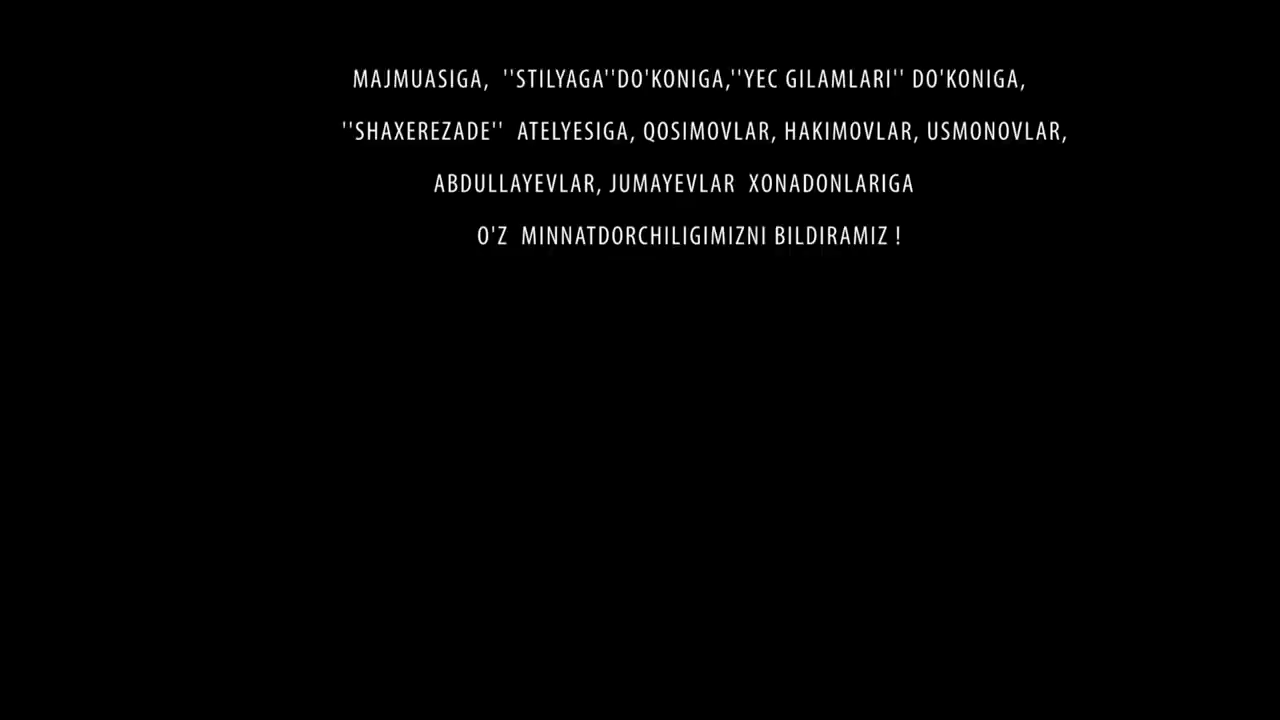 MAJMUASIGA, ''STILYAGA''DO'KONIGA,''YEC GILAMLARI'' DO'KONIGA,
''SHAXEREZADE'' ATELYESIGA, QOSIMOVLAR, HAKIMOVLAR, USMONOVLAR,
ABDULLAYEVLAR, JUMAYEVLAR XONADONLARIGA
O'Z MINNATDORCHILIGIMIZNI BILDIRAMIZ !